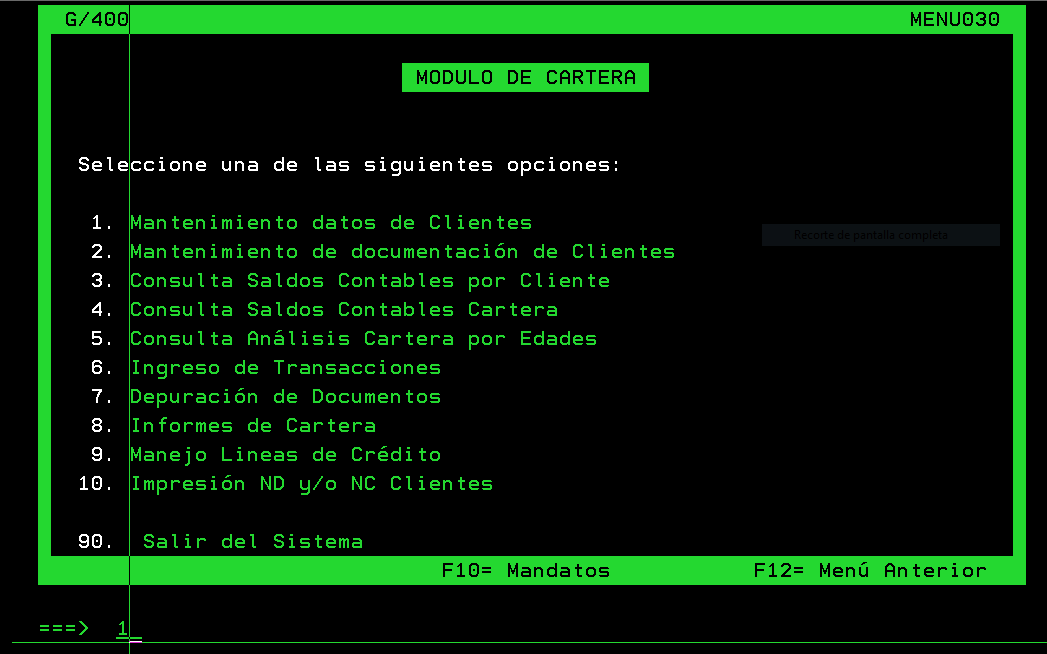 G/400 MENU030
MODULO DE CARTERA
Seleccione una de las siguientes opciones:
1. Mantenimiento datos de Clientes
2. Mantenimiento de documentación de Clientes
Recorte de pantalla completa
3. Consulta Saldos Contables por Cliente
4. Consulta Saldos Contables Cartera
5. Consulta Análisis Cartera por Edades
6. Ingreso de Transacciones
7. Depuración de Documentos
8. Informes de Cartera
9. Manejo Lineas de Crédito
10. Impresión ND y/o NC Clientes
90. Salir del Sistema
F10= Mandatos F12= Menú Anterior
===> 1_